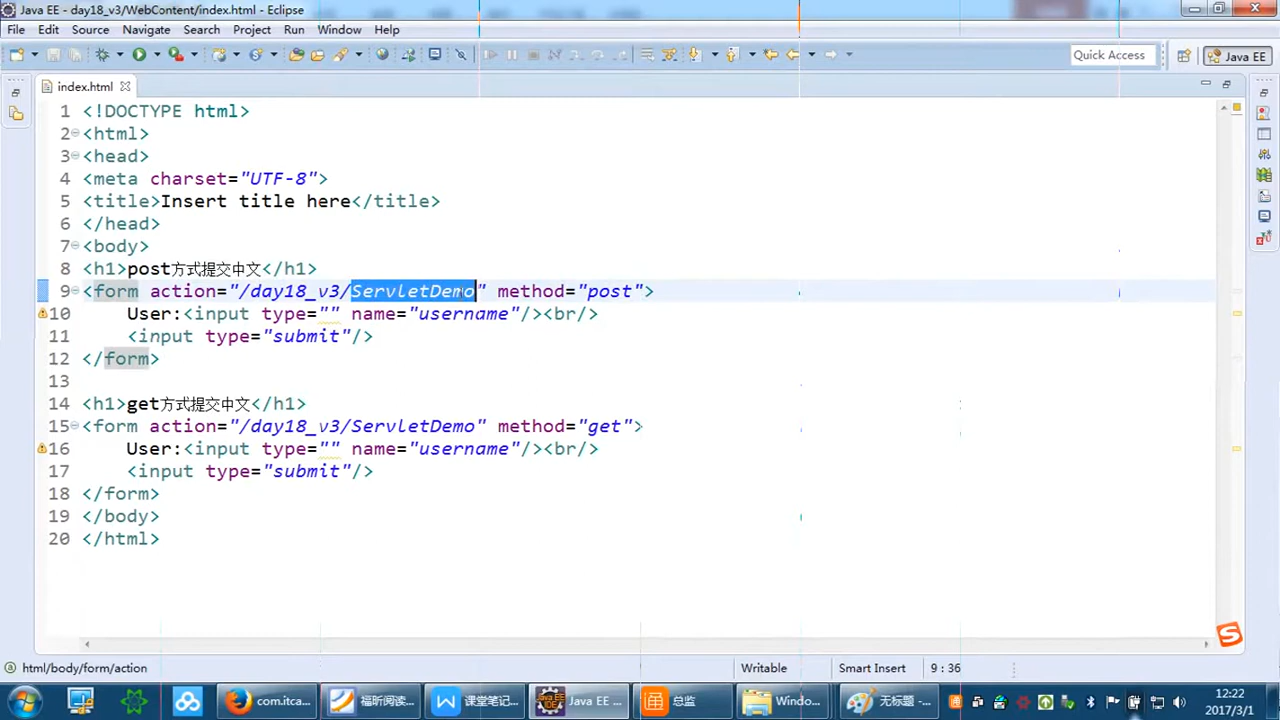 Java EE - day18_v3/WebContent/index.html - Eclipse
File Edit Source Navigate Search Project Run Window Help
Quick Access
Java EE
index.html
1 <!DOCTYPE html>
2 <html>
3 <head>
4 <meta charset="UTF-8">
5 <title>Insert title here</title>
6 </head>
7 <body>
8 <h1>post方式提交中文</h1>
9 <form action="/day18_v3/ServletDemo" method="post">
10 User:<input type="" name="username"/><br/>
11 <input type="submit"/>
12 </form>
13
14 <h1>get方式提交中文</h1>
15 <form action="/day18_v3/ServletDemo" method="get">
16 User:<input type="" name="username"/><br/>
17 <input type="submit"/>
18 </form>
19 </body>
20 </html>
html/body/form/action
Writable
Smart Insert
9 : 36
com.itca...
福昕阅读...
课堂笔记...
Java EE ...
总监
Windo...
无标题 - ...
12:22
2017/3/1